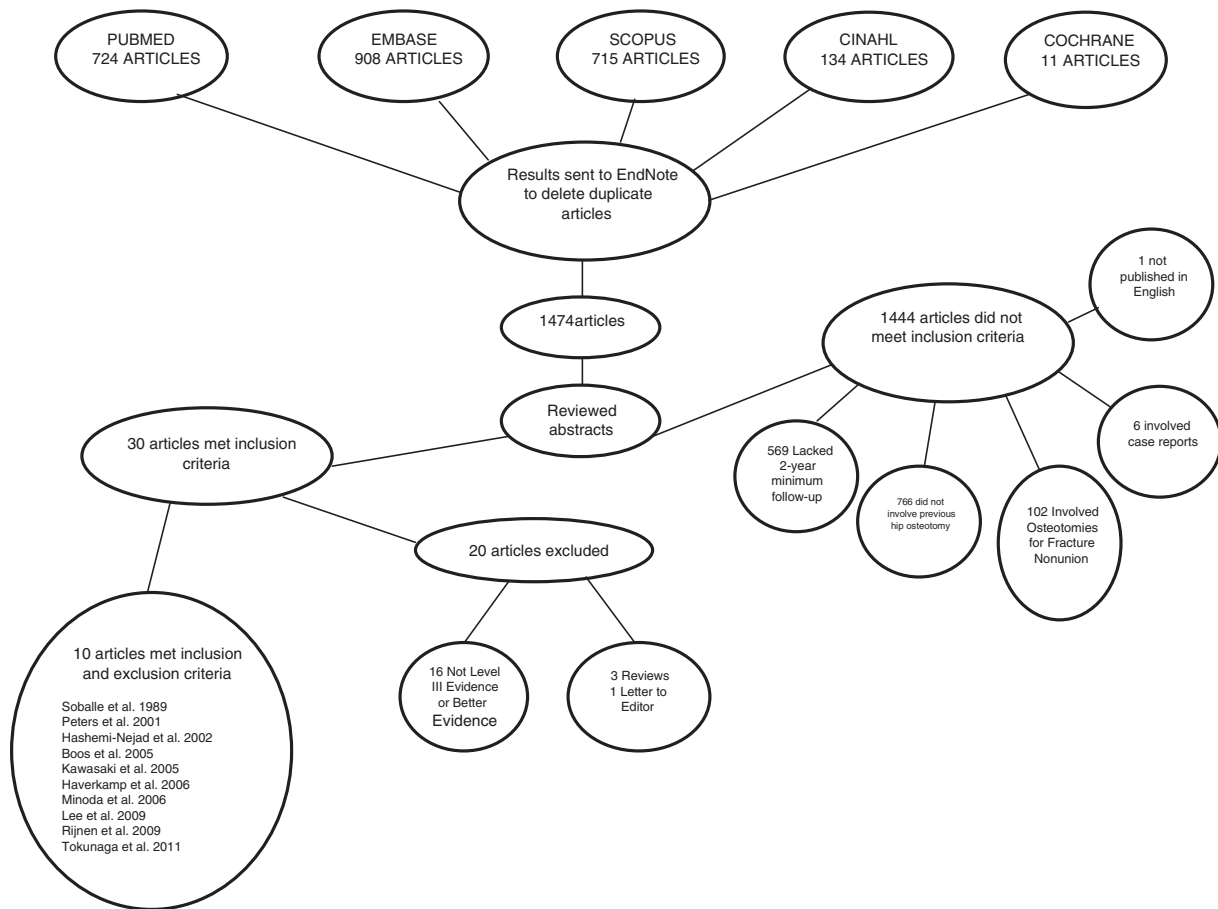 PUBMED
724 ARTICLES
EMBASE
908 ARTICLES
SCOPUS
715 ARTICLES
CINAHL
134 ARTICLES
COCHRANE
11 ARTICLES
Results sent to EndNote
to delete duplicate
articles
1474articles
Reviewed
abstracts
1444 articles did not
meet inclusion criteria
1 not
published in
English
6 involved
case reports
102 Involved
Osteotomies
for Fracture
Nonunion
766 did not
involve previous
hip osteotomy
569 Lacked
2-year
minimum
follow-up
30 articles met inclusion
criteria
20 articles excluded
16 Not Level
III Evidence
or Better
Evidence
3 Reviews
1 Letter to
Editor
10 articles met inclusion
and exclusion criteria
Soballe et al. 1989
Peters et al. 2001
Hashemi-Nejad et al. 2002
Boos et al. 2005
Kawasaki et al. 2005
Haverkamp et al. 2006
Minoda et al. 2006
Lee et al. 2009
Rijnen et al. 2009
Tokunaga et al. 2011